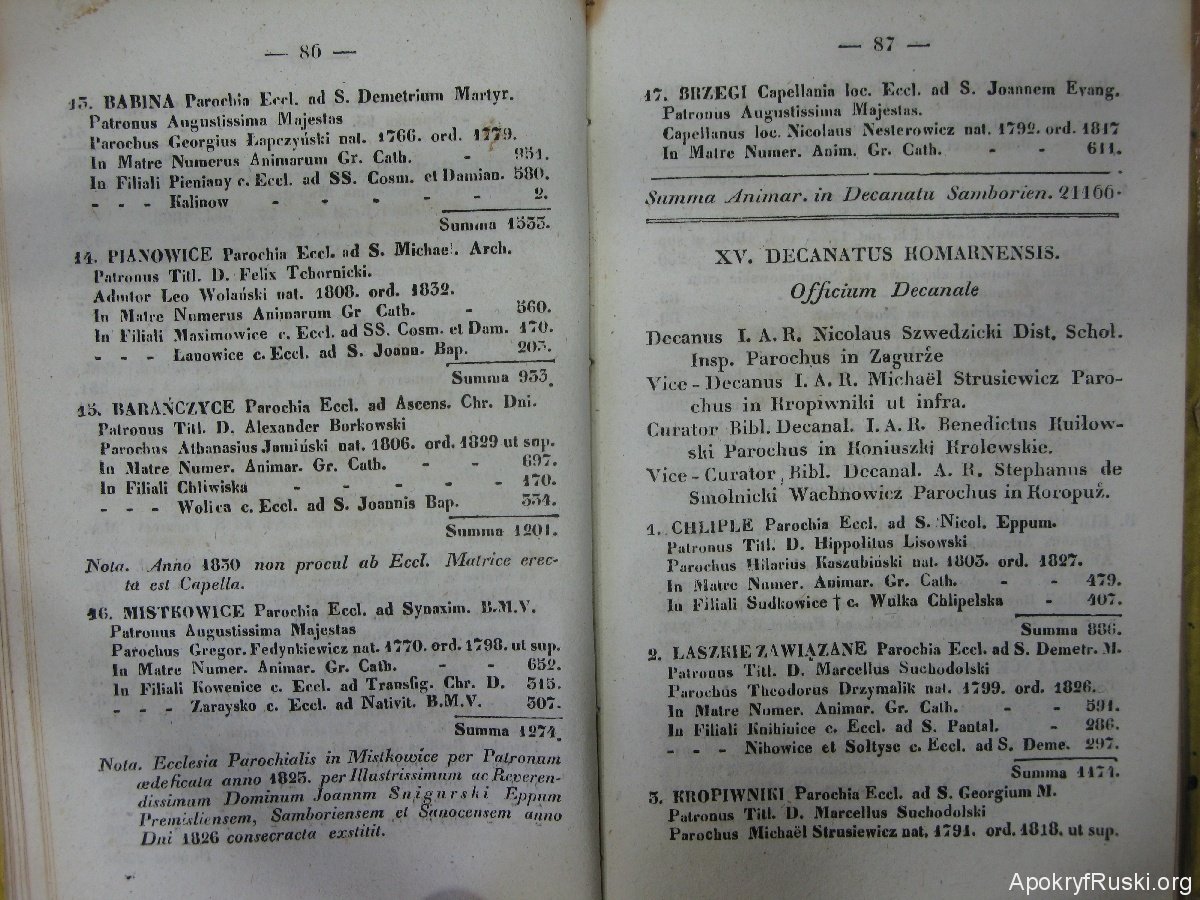 — 86 —
13. BABINA Parochia Eccl. ad S. Demetrium Martyr.
Patronus Augustissima Majestas
Parochus Georgius Łapczyński nat. 1766. ord. 1779.
In Matre Numerus Animarum Gr. Cath. - 951.
In Filiali Pieniany c. Eccl. ad SS. Cosm. et Damian. 580.
- - - Kalinow - - - - - 2.
Summa 1533.
14. PIANOWICE Parochia Eccl. ad S. Michael. Arch.
Patronus Titl. D. Felix Tchornicki.
Admtor Leo Wolański nat. 1808. ord. 1832.
In Matre Numerus Animarum Gr Cath. - 560.
In Filiali Maximowice c. Eccl. ad SS. Cosm. et Dam. 170.
- - - Lanowice c. Eccl. ad S. Joann. Bap. 203.
Summa 933.
15. BARAŃCZYCE Parochia Eccl. ad Ascens. Chr. Dni.
Patronus Titl. D. Alexander Borkowski
Parochus Athanasius Jamiński nat. 1806. ord. 1829 ut sup.
In Matre Numer. Animar. Gr. Cath. - - 697.
In Filiali Chliwiska - - - - - 170.
- - - Wolica c. Eccl. ad S. Joannis Bap. 334.
Summa 1201.
Nota. Anno 1830 non procul ab Eccl. Matrice erec-
ta est Capella.
16. MISTKOWICE Parochia Eccl. ad Synaxim. B.M.V.
Patronus Augustissima Majestas
Parochus Gregor. Fedynkiewicz nat. 1770. ord. 1798. ut sup.
In Matre Numer. Animar. Gr. Cath. - - 652.
In Filiali Kowenice c. Eccl. ad Transfig. Chr. D. 315.
- - - Zaraysko c. Eccl. ad Nativit. B.M.V. 307.
Summa 1274.
Nota. Ecclesia Parochialis in Mistkowice per Patronum
ædeficata anno 1823. per Illustrissimum ac Reveren-
dissimum Dominum Joannm Snigurski Eppum
Premisliensem, Samboriensem et Sanocensem anno
Dni 1826 consecracta exstitit.
— 87 —
17. BRZEGI Capellania loc. Eccl. ad S. Joannem Evang.
Patronus Augustissima Majestas.
Capellanus loc. Nicolaus Nesterowicz nat. 1792. ord. 1817
In Matre Numer. Anim. Gr. Cath. - - 611.
Summa Animar. in Decanatu Samborien. 21166.
XV. DECANATUS KOMARNENSIS.
Officium Decanale
Decanus I. A. R. Nicolaus Szwedzicki Dist. Schol.
Insp. Parochus in Zagurże
Vice-Decanus I. A. R. Michaël Strusiewicz Paro-
chus in Kropiwniki ut infra.
Curator Bibl. Decanal. I. A. R. Benedictus Kuiłow-
ski Parochus in Koniuszki Krolewskie.
Vice-Curator Bibl. Decanal. A. R. Stephanus de
Smolnicki Wachnowicz Parochus in Koropuż.
1. CHLIPLE Parochia Eccl. ad S. Nicol. Eppum.
Patronus Titl. D. Hippolitus Lisowski
Parochus Hilarius Kaszubiński nat. 1803. ord. 1827.
In Matre Numer. Animar. Gr. Cath. - - 479.
In Filiali Sudkowice † c. Wulka Chlipelska - 407.
Summa 886.
2. LASZKIE ZAWIĄZANE Parochia Eccl. ad S. Demetr. M.
Patronus Titl. D. Marcellus Suchodolski
Parochus Theodorus Drzymalik nat. 1799. ord. 1826.
In Matre Numer. Animar. Gr. Cath. - - 591.
In Filiali Knihinice c. Eccl. ad S. Pantal. - 286.
- - - Nihowice et Sołtyse c. Eccl. ad S. Deme. 297.
Summa 1174.
3. KROPIWNIKI Parochia Eccl. ad S. Georgium M.
Patronus Titl. D. Marcellus Suchodolski
Parochus Michaël Strusiewicz nat. 1791. ord. 1818. ut sup.
ApokryfRuski.org